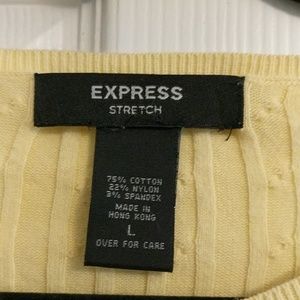 EXPRESS
STRETCH
75% COTTON
22% NYLON
3% SPANDEX
MADE IN
HONG KONG
L
OVER FOR CARE